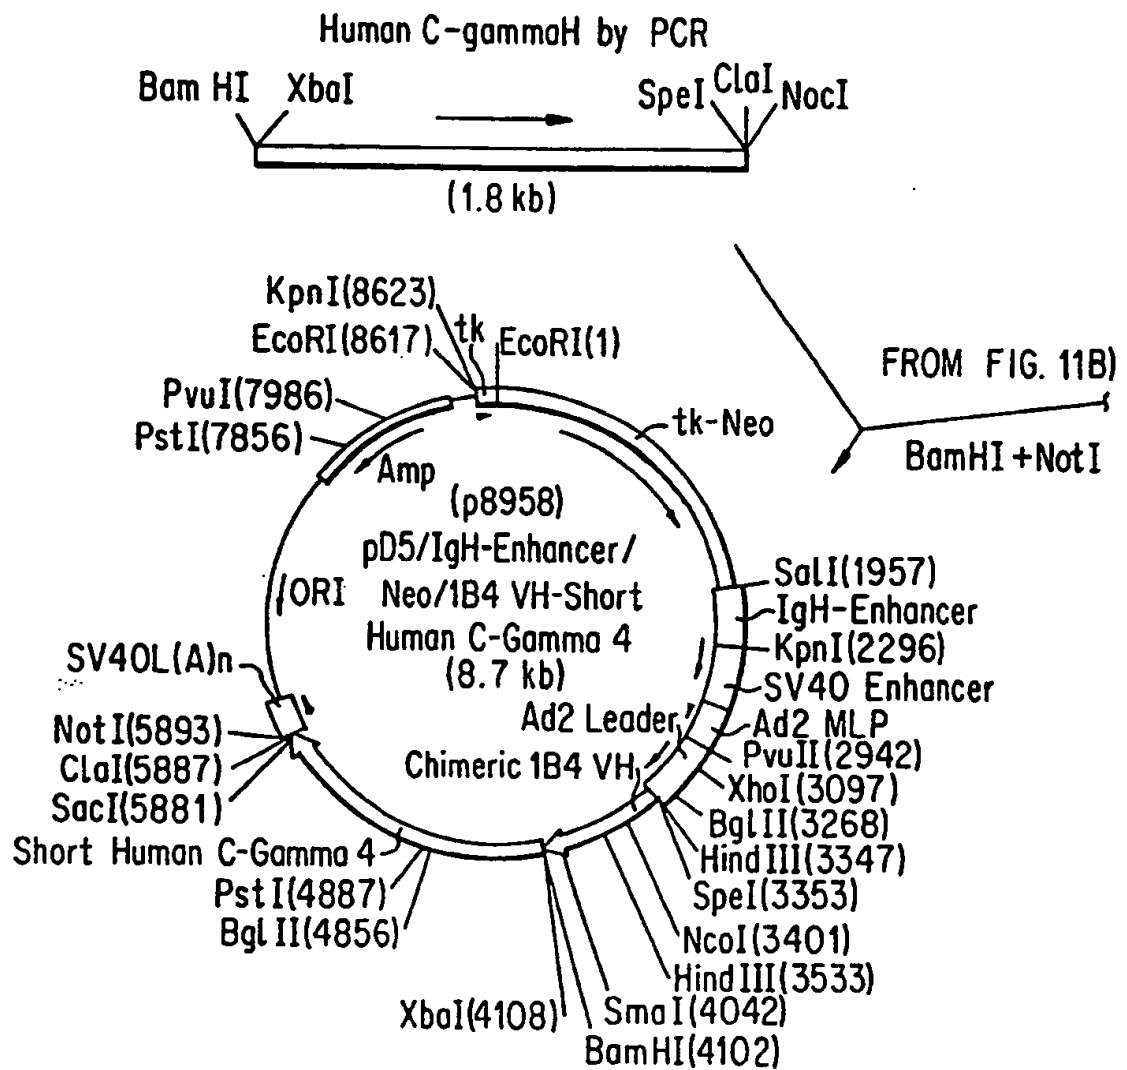 Human C-gammaH by PCR
Bam HI
XbaI
SpeI
ClaI
NocI
(1.8 kb)
KpnI(8623)
tk
EcoRI(8617)
EcoRI(1)
FROM FIG. 11B)
PvuI(7986)
PstI(7856)
tk-Neo
BamHI+NotI
Amp
(p8958)
pD5/IgH-Enhancer/
Neo/1B4 VH-Short
Human C-Gamma 4
(8.7 kb)
ORI
SalI(1957)
IgH-Enhancer
KpnI(2296)
SV40 Enhancer
Ad2 MLP
Ad2 Leader
PvuII(2942)
Chimeric 1B4 VH
XhoI(3097)
BglII(3268)
HindIII(3347)
SpeI(3353)
NcoI(3401)
HindIII(3533)
SmaI(4042)
BamHI(4102)
XbaI(4108)
SV40L(A)n
NotI(5893)
ClaI(5887)
SacI(5881)
Short Human C-Gamma 4
PstI(4887)
BglII(4856)